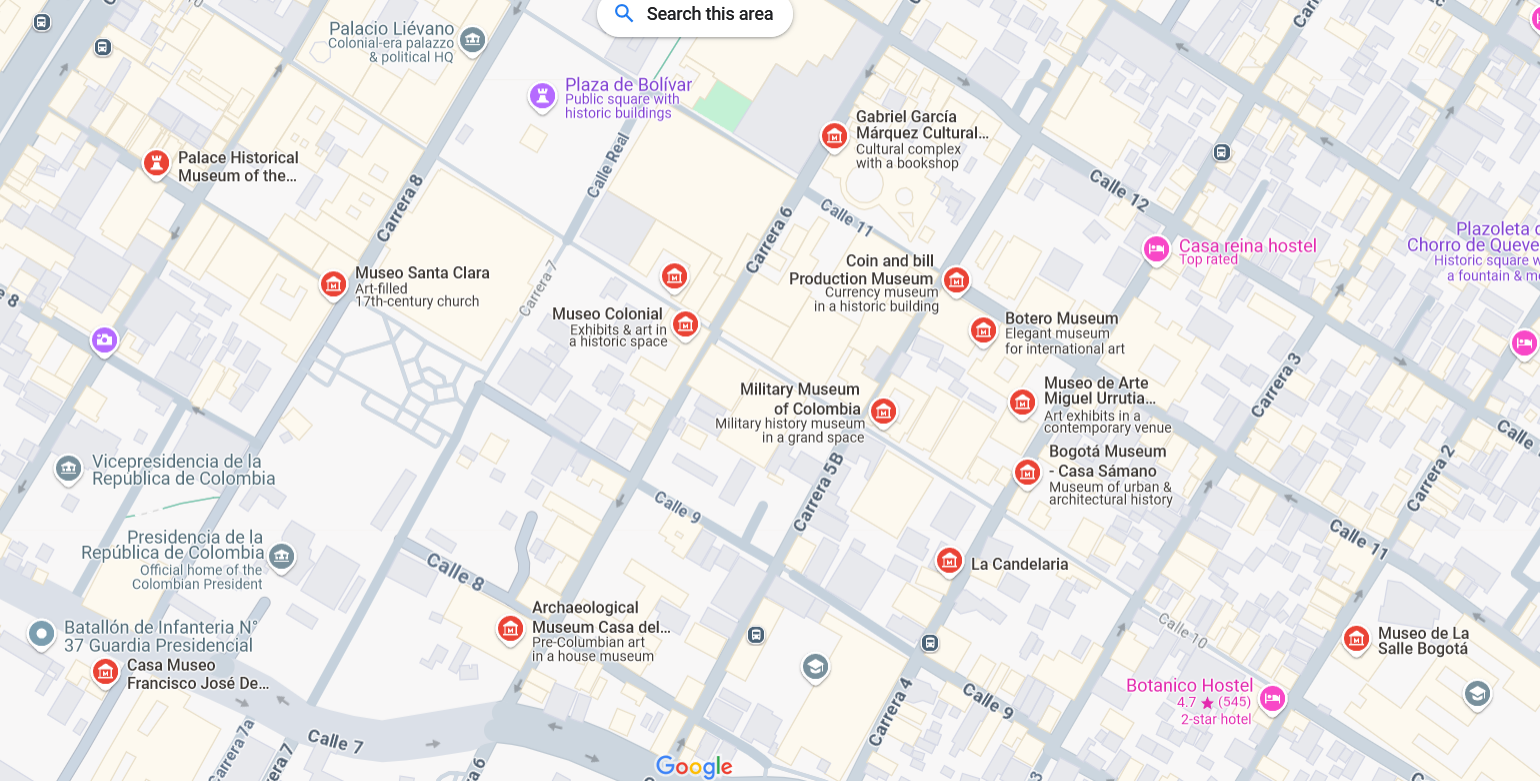 Search this area
Palacio Liévano
Colonial-era palazzo
& political HQ
Plaza de Bolívar
Public square with
historic buildings
Gabriel García
Márquez Cultural...
Cultural complex
with a bookshop
Palace Historical
Museum of the...
Calle Real
Carrera 8
Calle 12
Calle 11
Carrera 6
Casa reina hostel
Top rated
Plazoleta
Chorro de Queve
Historic square w
a fountain & m
Museo Santa Clara
Art-filled
17th-century church
Carrera 7
Coin and bill
Production Museum
Currency museum
in a historic building
Museo Colonial
Exhibits & art in
a historic space
Botero Museum
Elegant museum
for international art
Carrera 3
Military Museum
of Colombia
Military history museum
in a grand space
Museo de Arte
Miguel Urrutia...
Art exhibits in a
contemporary venue
Bogotá Museum
- Casa Sámano
Museum of urban &
architectural history
Carrera 2
Vicepresidencia de la
República de Colombia
Carrera 5B
Calle 9
Calle 11
Presidencia de la
República de Colombia
Official home of the
Colombian President
Calle 8
La Candelaria
Archaeological
Museum Casa del...
Pre-Columbian art
in a house museum
Batallón de Infanteria N°
37 Guardia Presidencial
Casa Museo
Francisco José De...
Calle 10
Museo de La
Salle Bogotá
Botanico Hostel
4.7 ★ (545)
2-star hotel
Carrera 4
Calle 9
Calle 7
Carrera 7a
Google